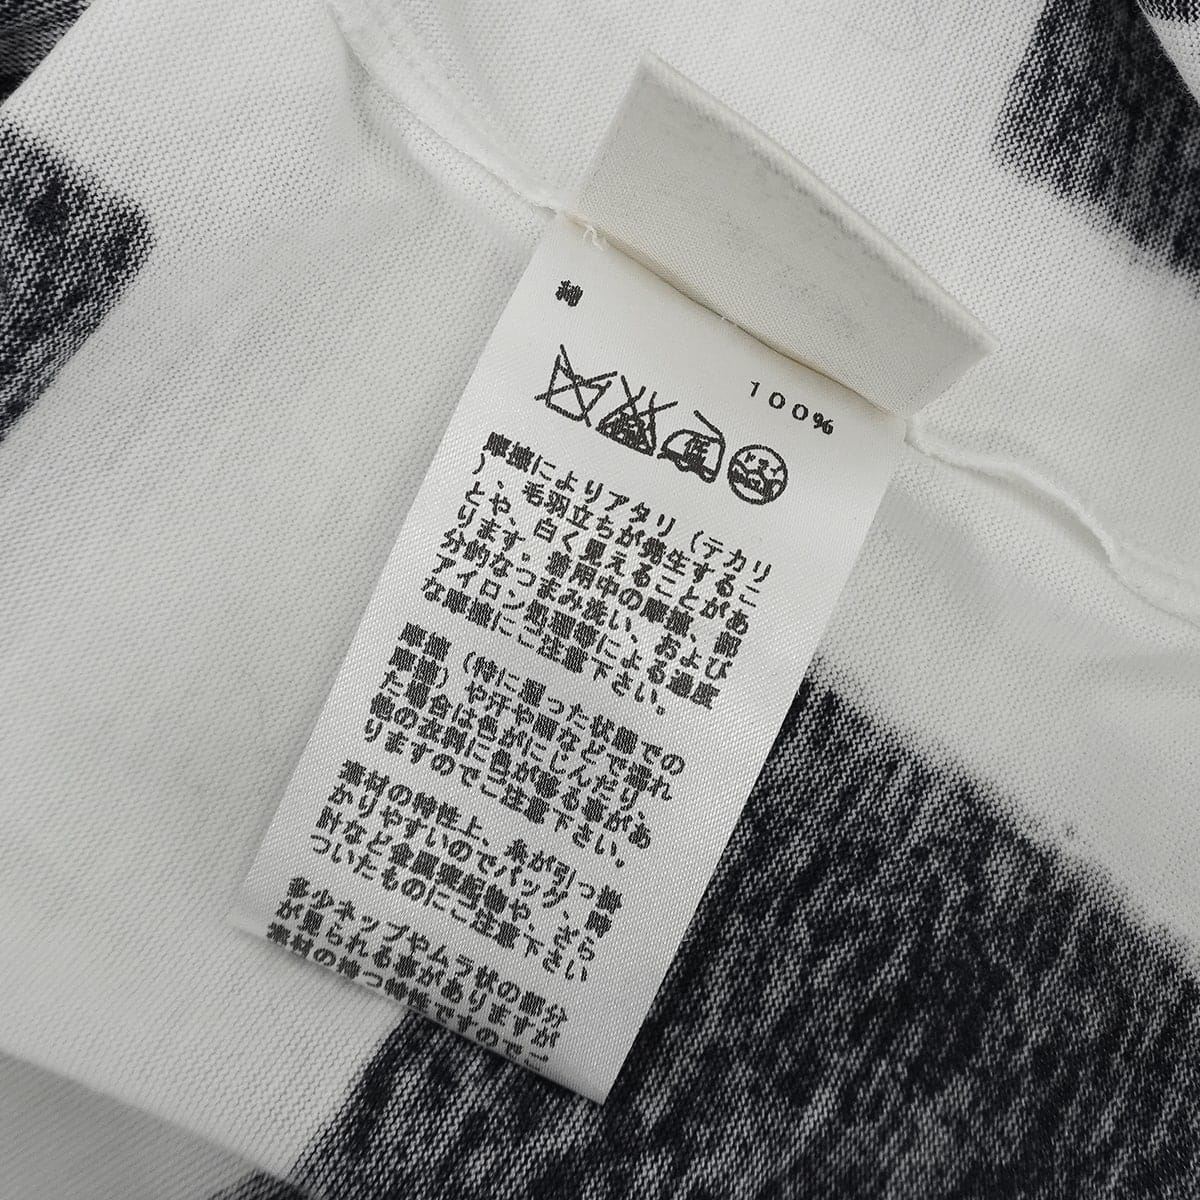 綿
100%
低
ドライ
摩擦によりアタリ（テカリ
）、毛羽立ちが発生するこ
とや、白く見えることがあ
ります。着用中の摩擦、部
分的なつまみ洗い、および
アイロン処理等による過度
な摩擦にご注意下さい。
摩擦（特に湿った状態での
摩擦）や汗や雨などで濡れ
た場合は色がにじんだり、
他の衣料に色が移る事があ
りますのでご注意下さい。
素材の特性上、糸が引っ掛
かりやすいのでバッグ、時
計など金属装飾物や、ざら
ついたものにご注意下さい
多少ネップやムラ状の部分
が見られる事がありますが
素材の持つ特性ですのでご